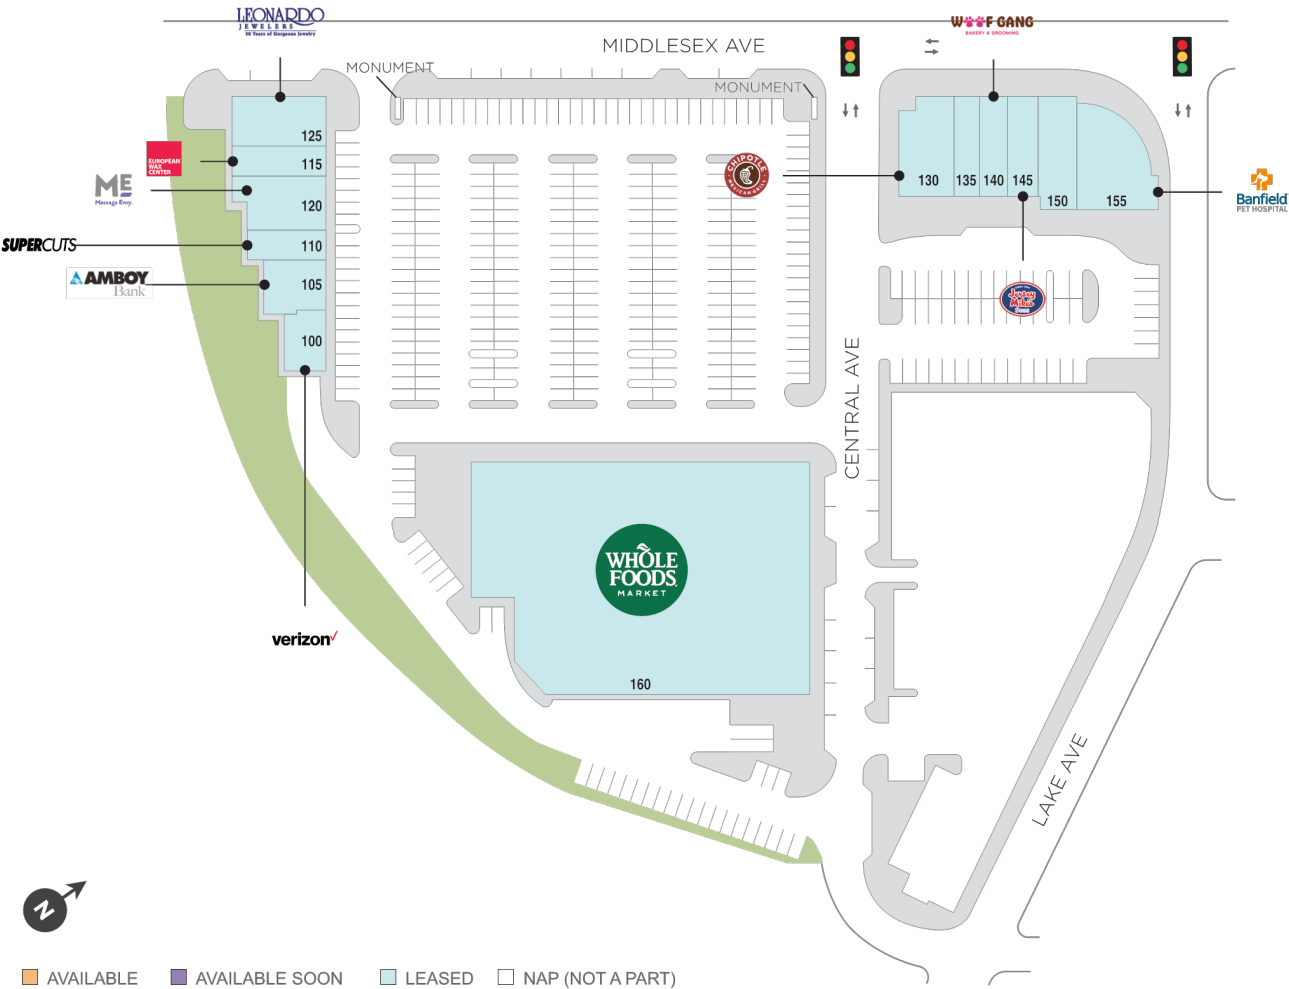 LEONARDO
JEWELERS
30 Years of Gorgeous Jewelry
WOOF GANG
BAKERY & GROOMING
MIDDLESEX AVE
MONUMENT
MONUMENT
125
EUROPEAN
WAX
CENTER
115
ME
Massage Envy.
120
SUPERCUTS
110
AMBOY
Bank
105
100
verizon
CHIPOTLE
MEXICAN GRILL
130
135
140
145
150
155
Banfield
PET HOSPITAL
Jersey
Mike's
Subs
CENTRAL AVE
WHOLE
FOODS
MARKET
160
LAKE AVE
N
AVAILABLE
AVAILABLE SOON
LEASED
NAP (NOT A PART)